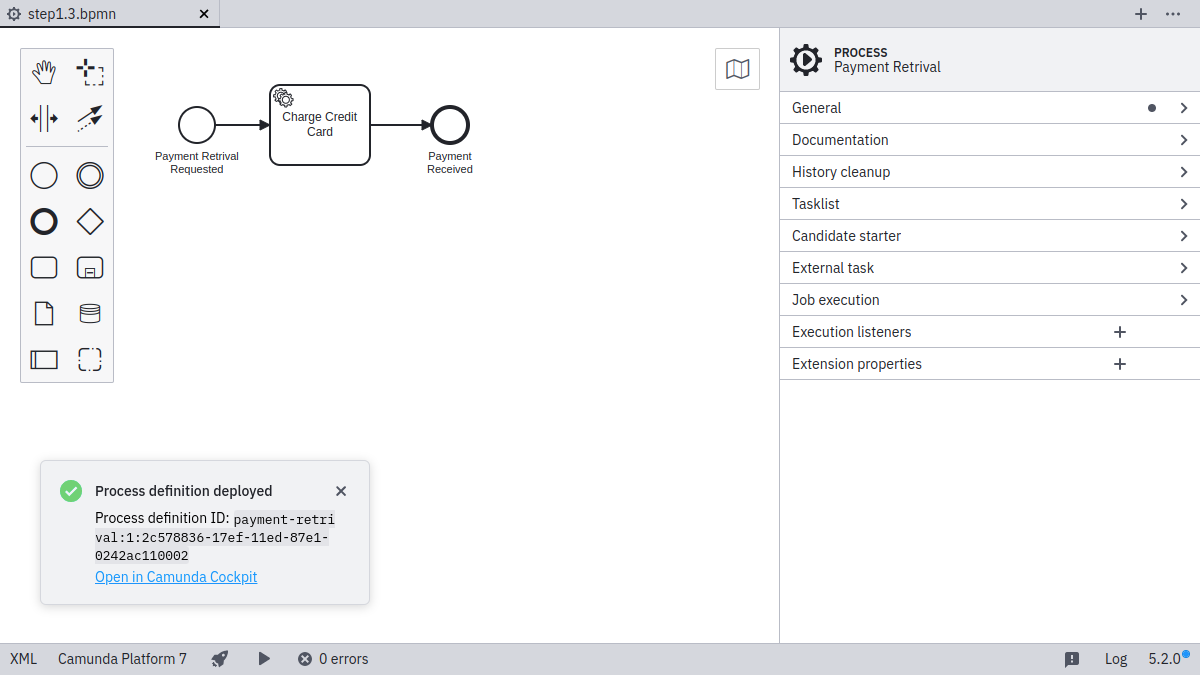 step1.3.bpmn
PROCESS
Payment Retrival
General
Documentation
History cleanup
Tasklist
Candidate starter
External task
Job execution
Execution listeners
Extension properties
Charge Credit
Card
Payment Retrival
Requested
Payment
Received
Process definition deployed
Process definition ID: payment-retri
val:1:2c578836-17ef-11ed-87e1-
0242ac110002
Open in Camunda Cockpit
XML Camunda Platform 7 0 errors Log 5.2.0